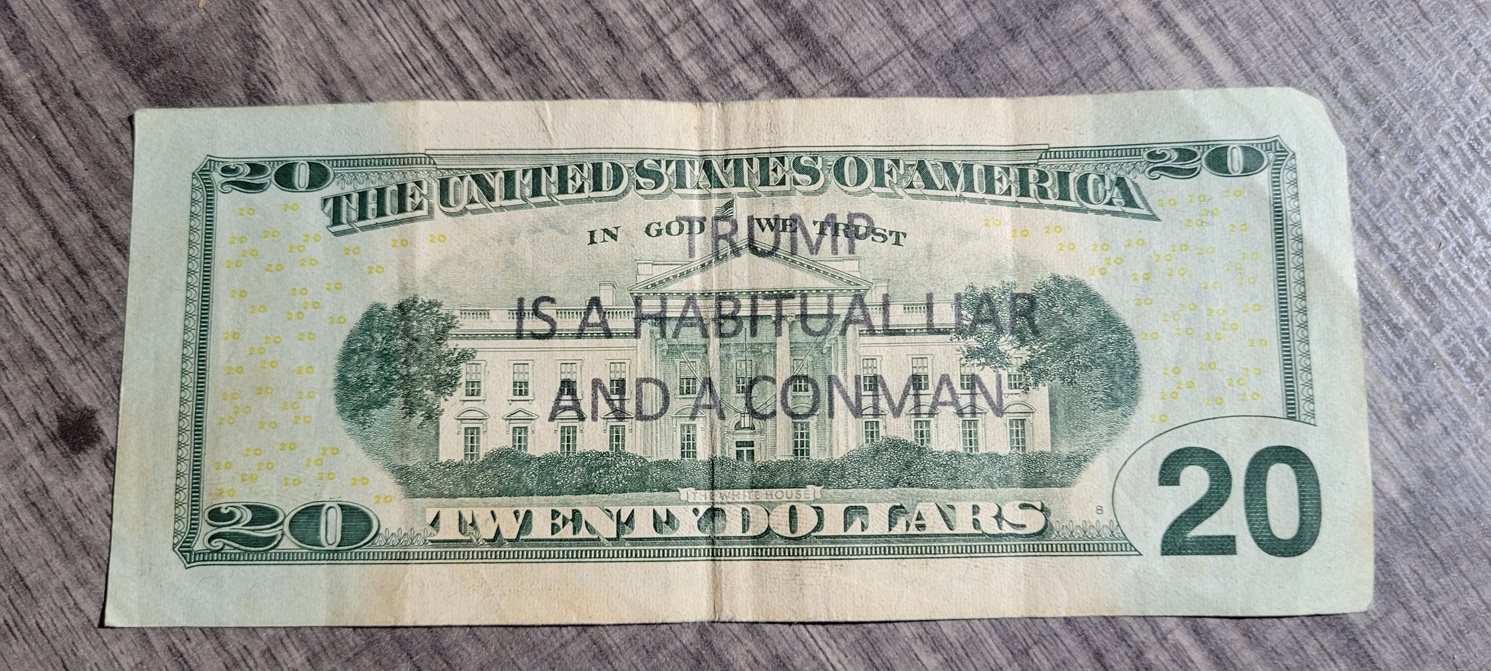 20 20
THE UNITED STATES OF AMERICA
IN GOD WE TRUST
TRUMP
IS A HABITUAL LIAR
AND A CONMAN
THE WHITE HOUSE
20 TWENTY DOLLARS 8 20